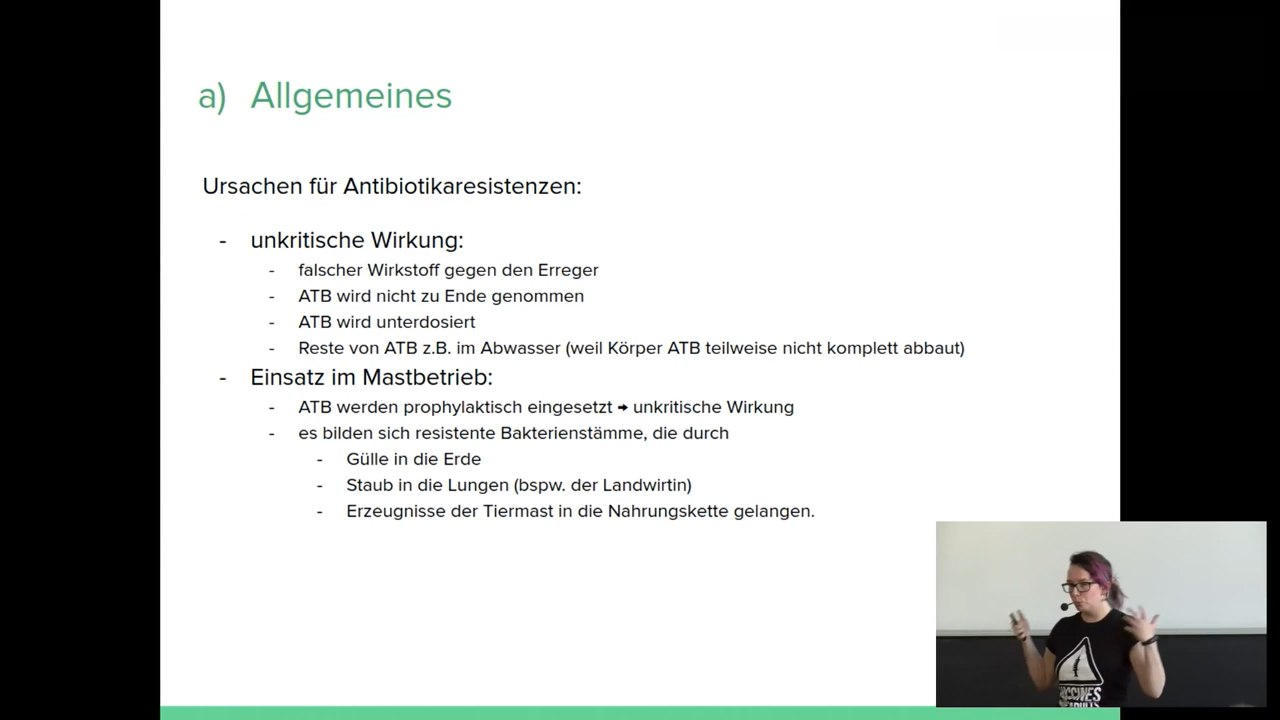 a) Allgemeines
Ursachen für Antibiotikaresistenzen:
- unkritische Wirkung:
- falscher Wirkstoff gegen den Erreger
- ATB wird nicht zu Ende genommen
- ATB wird unterdosiert
- Reste von ATB z.B. im Abwasser (weil Körper ATB teilweise nicht komplett abbaut)
- Einsatz im Mastbetrieb:
- ATB werden prophylaktisch eingesetzt → unkritische Wirkung
- es bilden sich resistente Bakterienstämme, die durch
- Gülle in die Erde
- Staub in die Lungen (bspw. der Landwirtin)
- Erzeugnisse der Tiermast in die Nahrungskette gelangen.